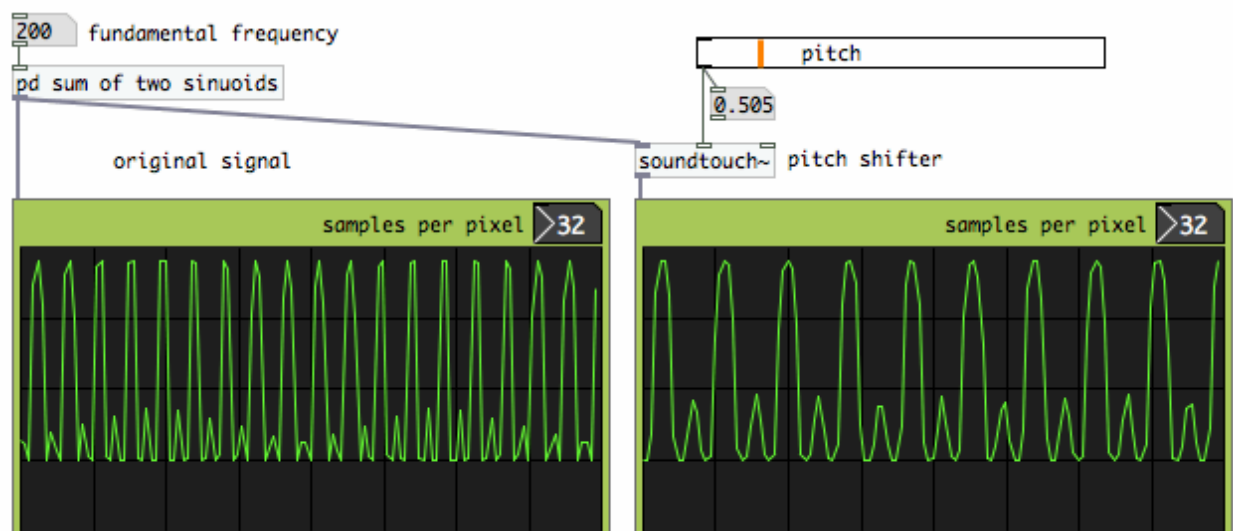 200 fundamental frequency
pitch
pd sum of two sinuoids
0.505
original signal
soundtouch~ pitch shifter
samples per pixel 32
samples per pixel 32